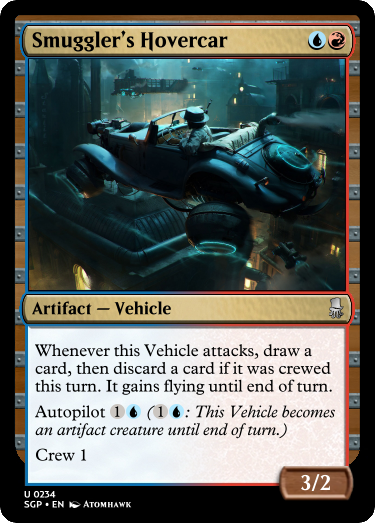 Smuggler's Hovercar
Artifact — Vehicle
Whenever this Vehicle attacks, draw a
card, then discard a card if it was crewed
this turn. It gains flying until end of turn.
Autopilot 1 (1: This Vehicle becomes
an artifact creature until end of turn.)
Crew 1
3/2
U 0234
SGP • EN Atomhawk